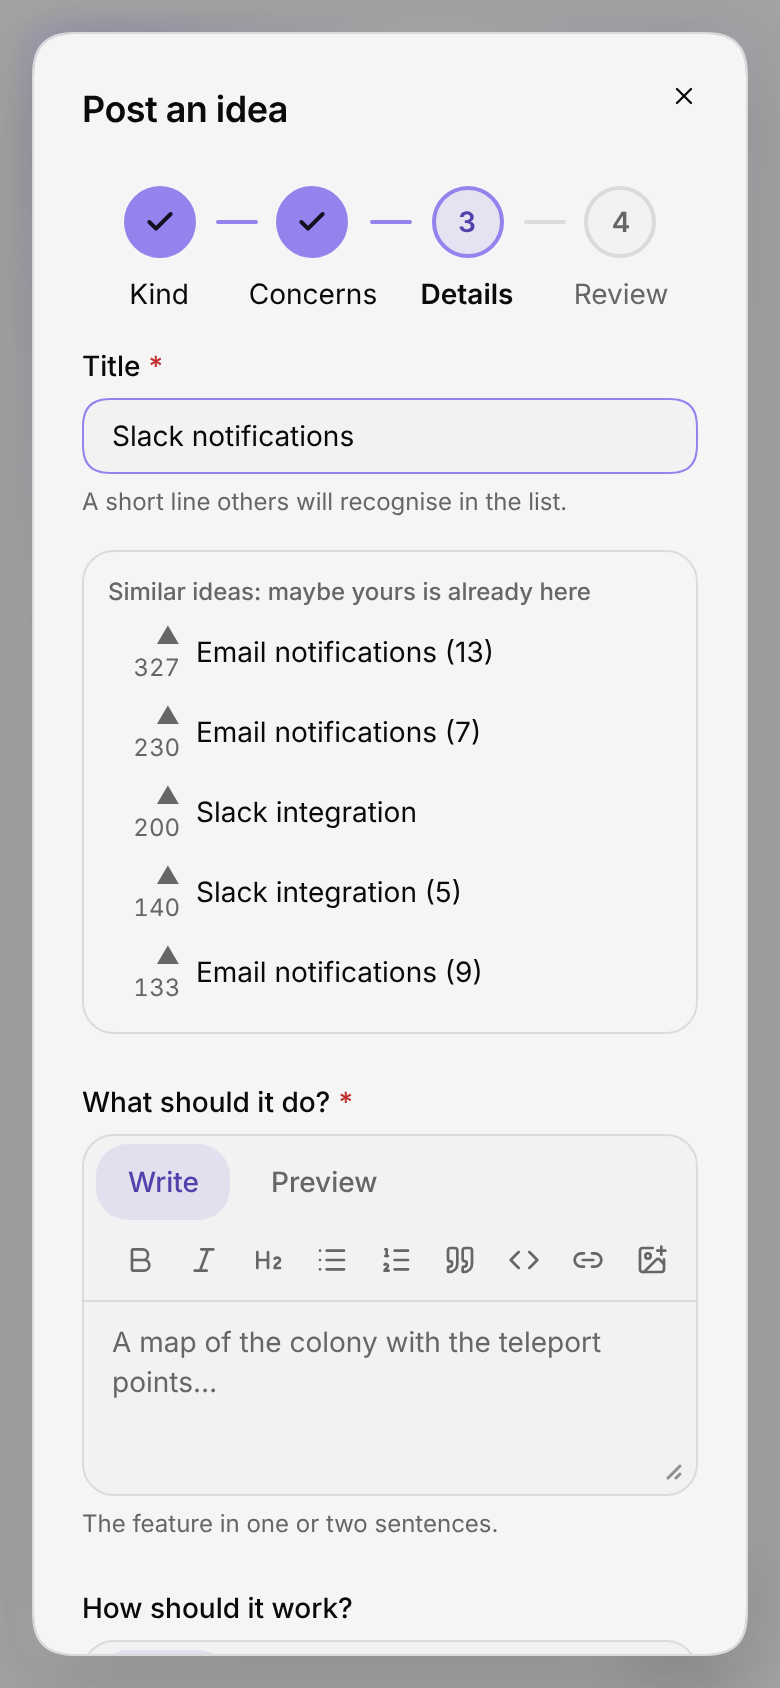 Post an idea
3
4
Kind
Concerns
Details
Review
Title *
Slack notifications
A short line others will recognise in the list.
Similar ideas: maybe yours is already here
327
Email notifications (13)
230
Email notifications (7)
200
Slack integration
140
Slack integration (5)
133
Email notifications (9)
What should it do? *
Write
Preview
B
I
H2
A map of the colony with the teleport
points...
The feature in one or two sentences.
How should it work?